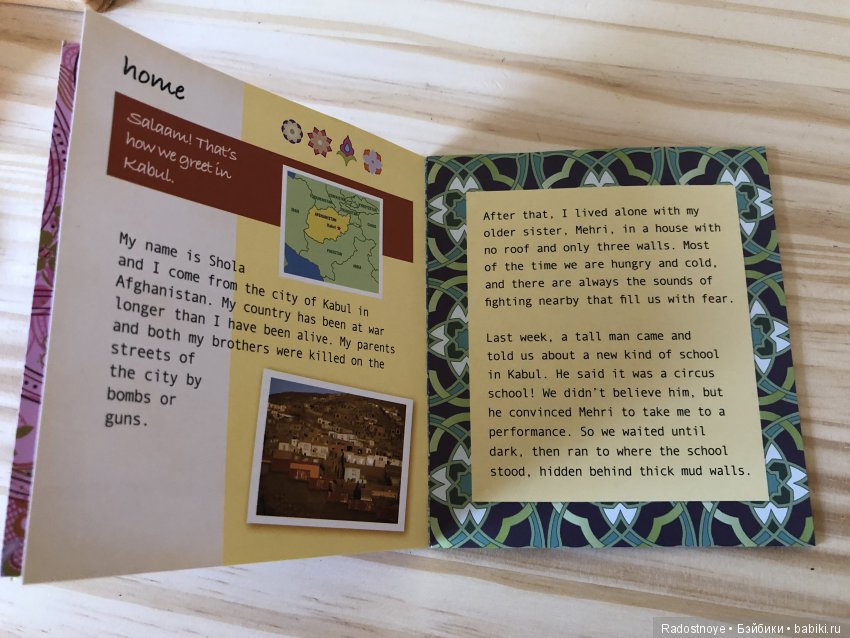 home
Salaam! That's
how we greet in
Kabul.
AFGHANISTAN
Kabul
IRAN
PAKISTAN
INDIA
My name is Shola
and I come from the city of Kabul in
Afghanistan. My country has been at war
longer than I have been alive. My parents
and both my brothers were killed on the
streets of
the city by
bombs or
guns.
After that, I lived alone with my
older sister, Mehri, in a house with
no roof and only three walls. Most
of the time we are hungry and cold,
and there are always the sounds of
fighting nearby that fill us with fear.
Last week, a tall man came and
told us about a new kind of school
in Kabul. He said it was a circus
school! We didn't believe him, but
he convinced Mehri to take me to a
performance. So we waited until
dark, then ran to where the school
stood, hidden behind thick mud walls.
Radostnoye • Бэйбики • babiki.ru